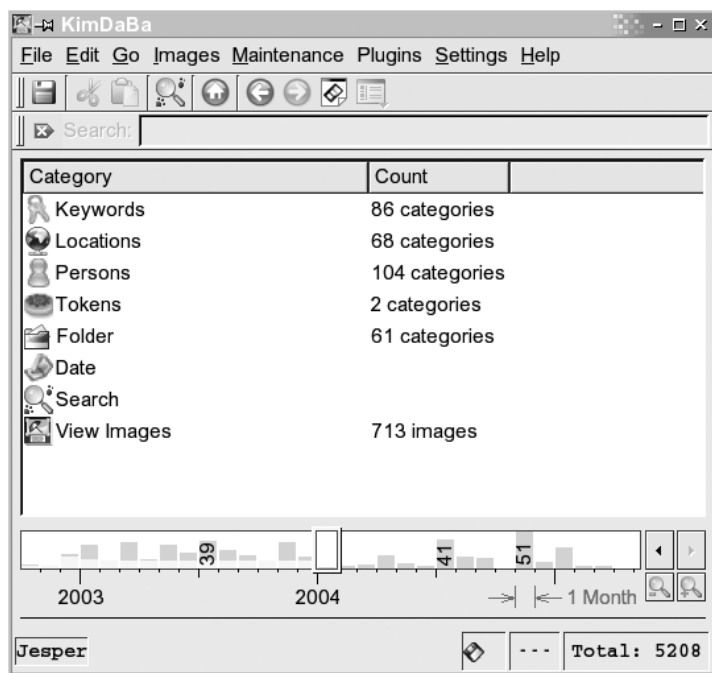 KimDaBa
File Edit Go Images Maintenance Plugins Settings Help
Search:
Category Count
Keywords 86 categories
Locations 68 categories
Persons 104 categories
Tokens 2 categories
Folder 61 categories
Date
Search
View Images 713 images
39 41 51
2003 2004 1 Month
Jesper --- Total: 5208